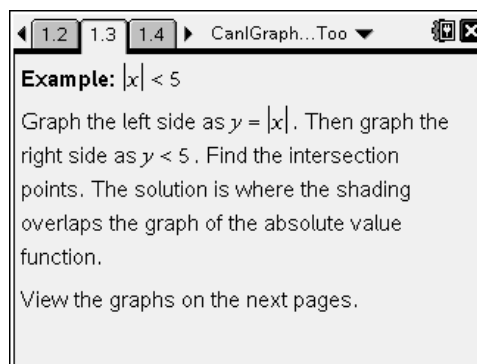 1.2 1.3 1.4 CanIGraph...Too
Example: |x| < 5
Graph the left side as y = |x|. Then graph the
right side as y < 5. Find the intersection
points. The solution is where the shading
overlaps the graph of the absolute value
function.
View the graphs on the next pages.